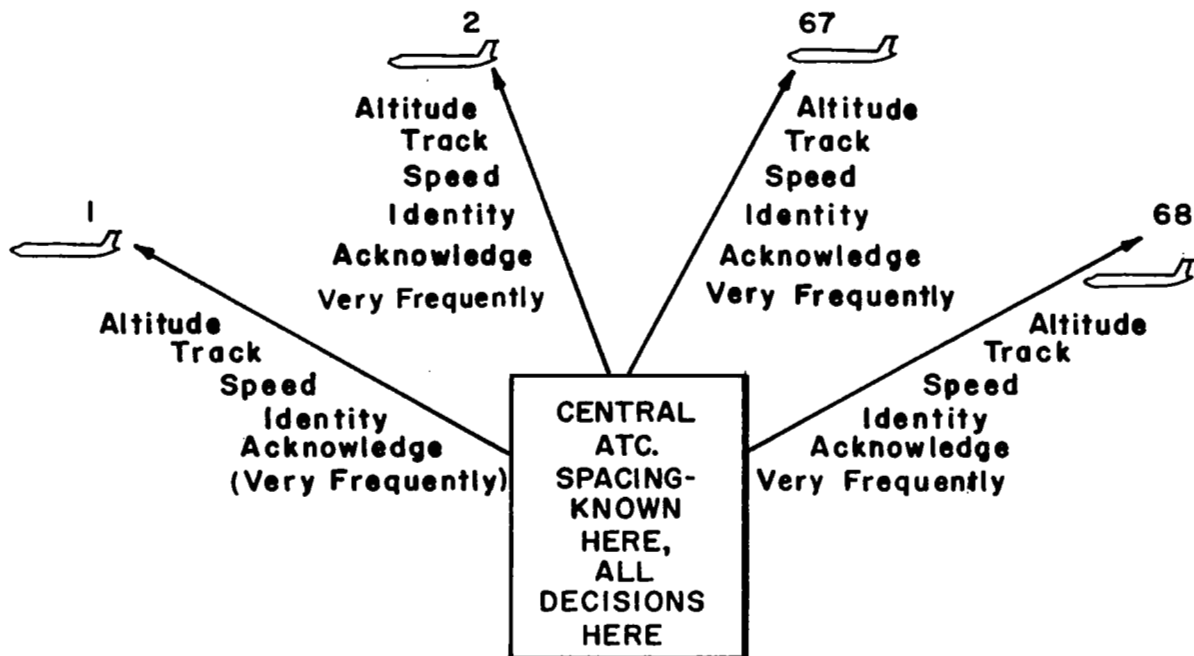 1
Altitude
Track
Speed
Identity
Acknowledge
(Very Frequently)
2
Altitude
Track
Speed
Identity
Acknowledge
Very Frequently
67
Altitude
Track
Speed
Identity
Acknowledge
Very Frequently
68
Altitude
Track
Speed
Identity
Acknowledge
Very Frequently
CENTRAL
ATC.
SPACING-
KNOWN
HERE,
ALL
DECISIONS
HERE